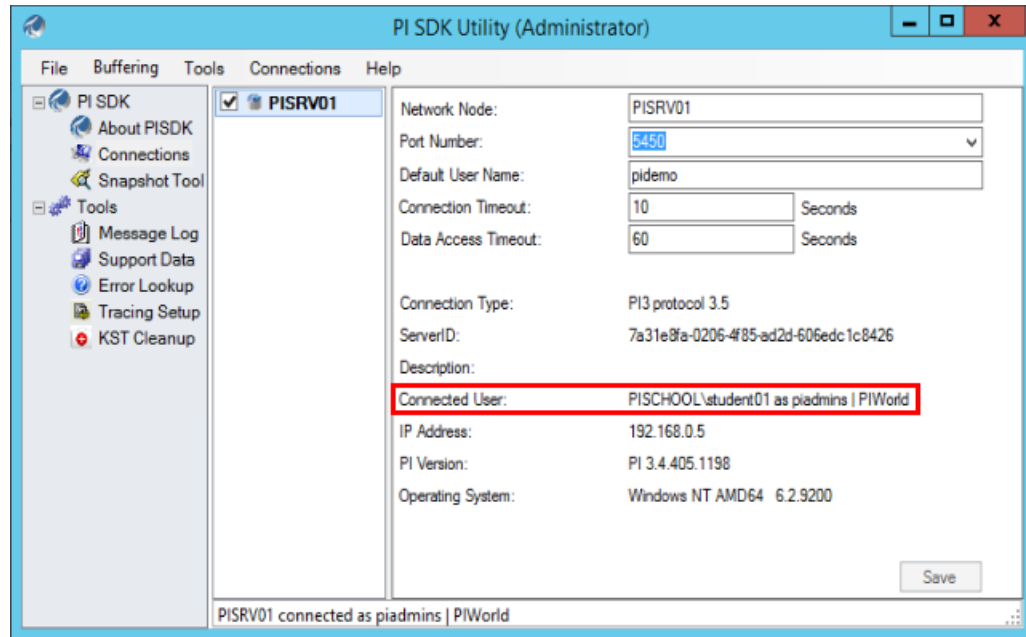 PI SDK Utility (Administrator)
File Buffering Tools Connections Help
PI SDK
About PISDK
Connections
Snapshot Tool
Tools
Message Log
Support Data
Error Lookup
Tracing Setup
KST Cleanup
PISRV01
Network Node: PISRV01
Port Number: 5450
Default User Name: pidemo
Connection Timeout: 10 Seconds
Data Access Timeout: 60 Seconds
Connection Type: PI3 protocol 3.5
ServerID: 7a31e8fa-0206-4f85-ad2d-606edc1c8426
Description:
Connected User: PISCHOOL\student01 as piadmins | PIWorld
IP Address: 192.168.0.5
PI Version: PI 3.4.405.1198
Operating System: Windows NT AMD64 6.2.9200
Save
PISRV01 connected as piadmins | PIWorld